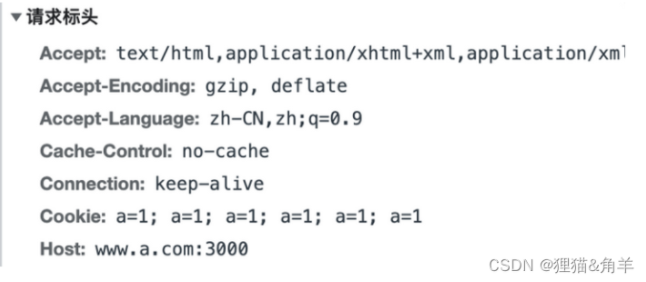 ▼请求标头
Accept: text/html,application/xhtml+xml,application/xml
Accept-Encoding: gzip, deflate
Accept-Language: zh-CN,zh;q=0.9
Cache-Control: no-cache
Connection: keep-alive
Cookie: a=1; a=1; a=1; a=1; a=1; a=1
Host: www.a.com:3000
CSDN @狸猫&角羊